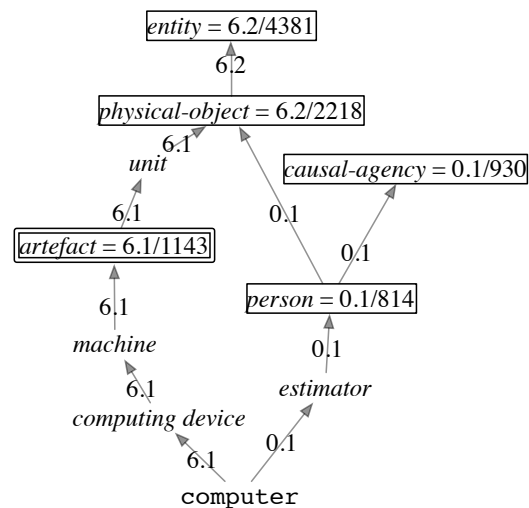 entity = 6.2/4381
6.2
physical-object = 6.2/2218
6.1
unit
causal-agency = 0.1/930
6.1
0.1
0.1
artefact = 6.1/1143
person = 0.1/814
6.1
machine
0.1
6.1
estimator
computing device
6.1
0.1
computer